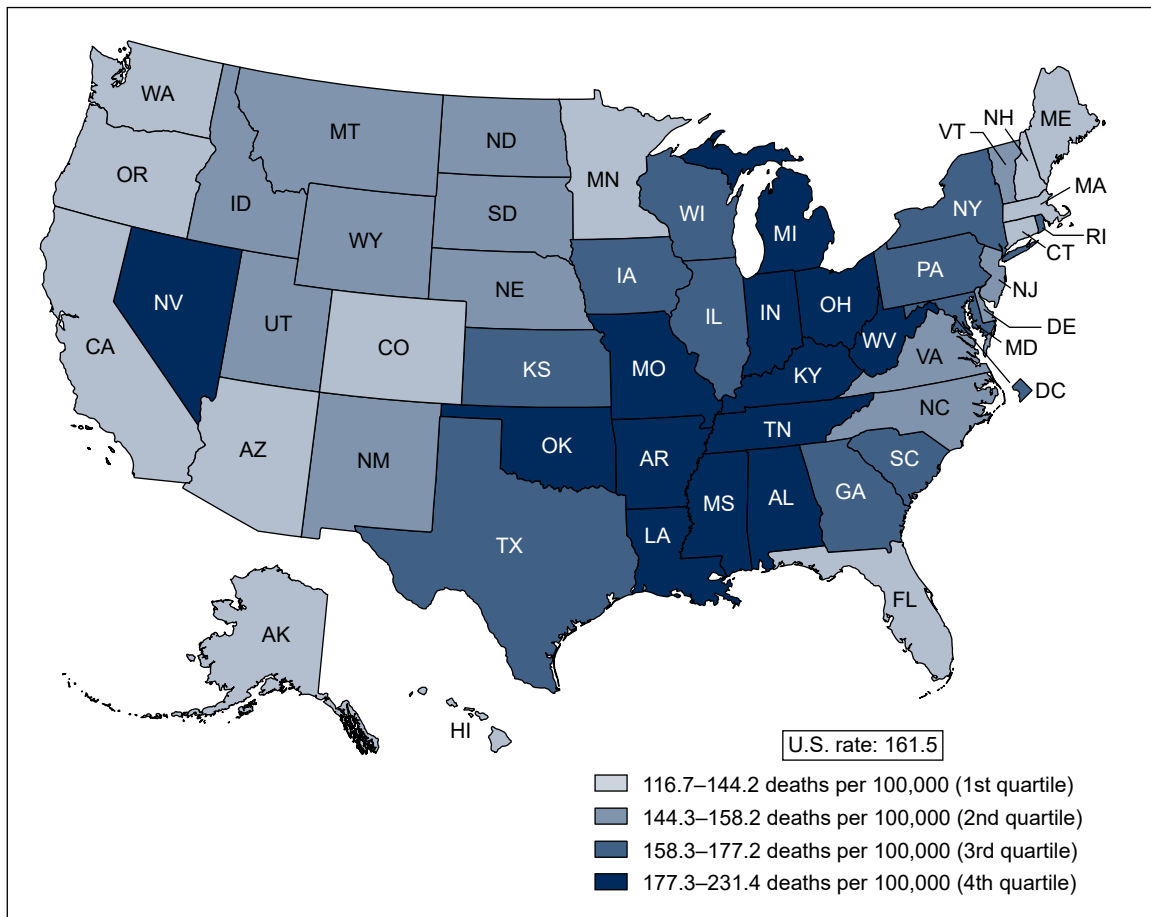 WA
MT
ND
MN
VT
NH
ME
OR
ID
SD
WI
NY
MA
WY
MI
RI
CT
IA
PA
NV
NE
NJ
UT
IL
IN
OH
DE
CA
CO
WV
MD
KS
MO
VA
KY
DC
NC
TN
AZ
NM
OK
AR
SC
MS
AL
GA
LA
TX
FL
AK
HI
U.S. rate: 161.5
116.7–144.2 deaths per 100,000 (1st quartile)
144.3–158.2 deaths per 100,000 (2nd quartile)
158.3–177.2 deaths per 100,000 (3rd quartile)
177.3–231.4 deaths per 100,000 (4th quartile)